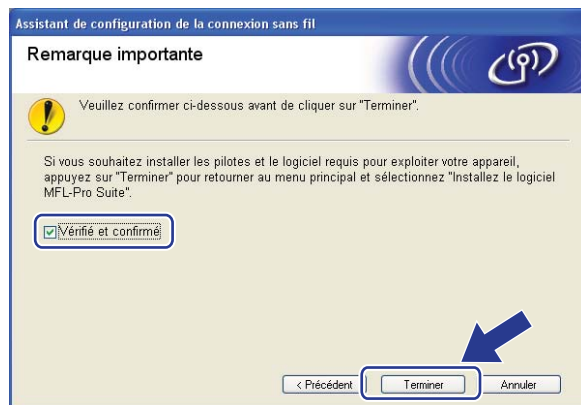 Assistant de configuration de la connexion sans fil
Remarque importante
Veuillez confirmer ci-dessous avant de cliquer sur "Terminer".
Si vous souhaitez installer les pilotes et le logiciel requis pour exploiter votre appareil,
appuyez sur "Terminer" pour retourner au menu principal et sélectionnez "Installez le logiciel
MFL-Pro Suite".
Vérifié et confirmé
< Précédent Terminer Annuler